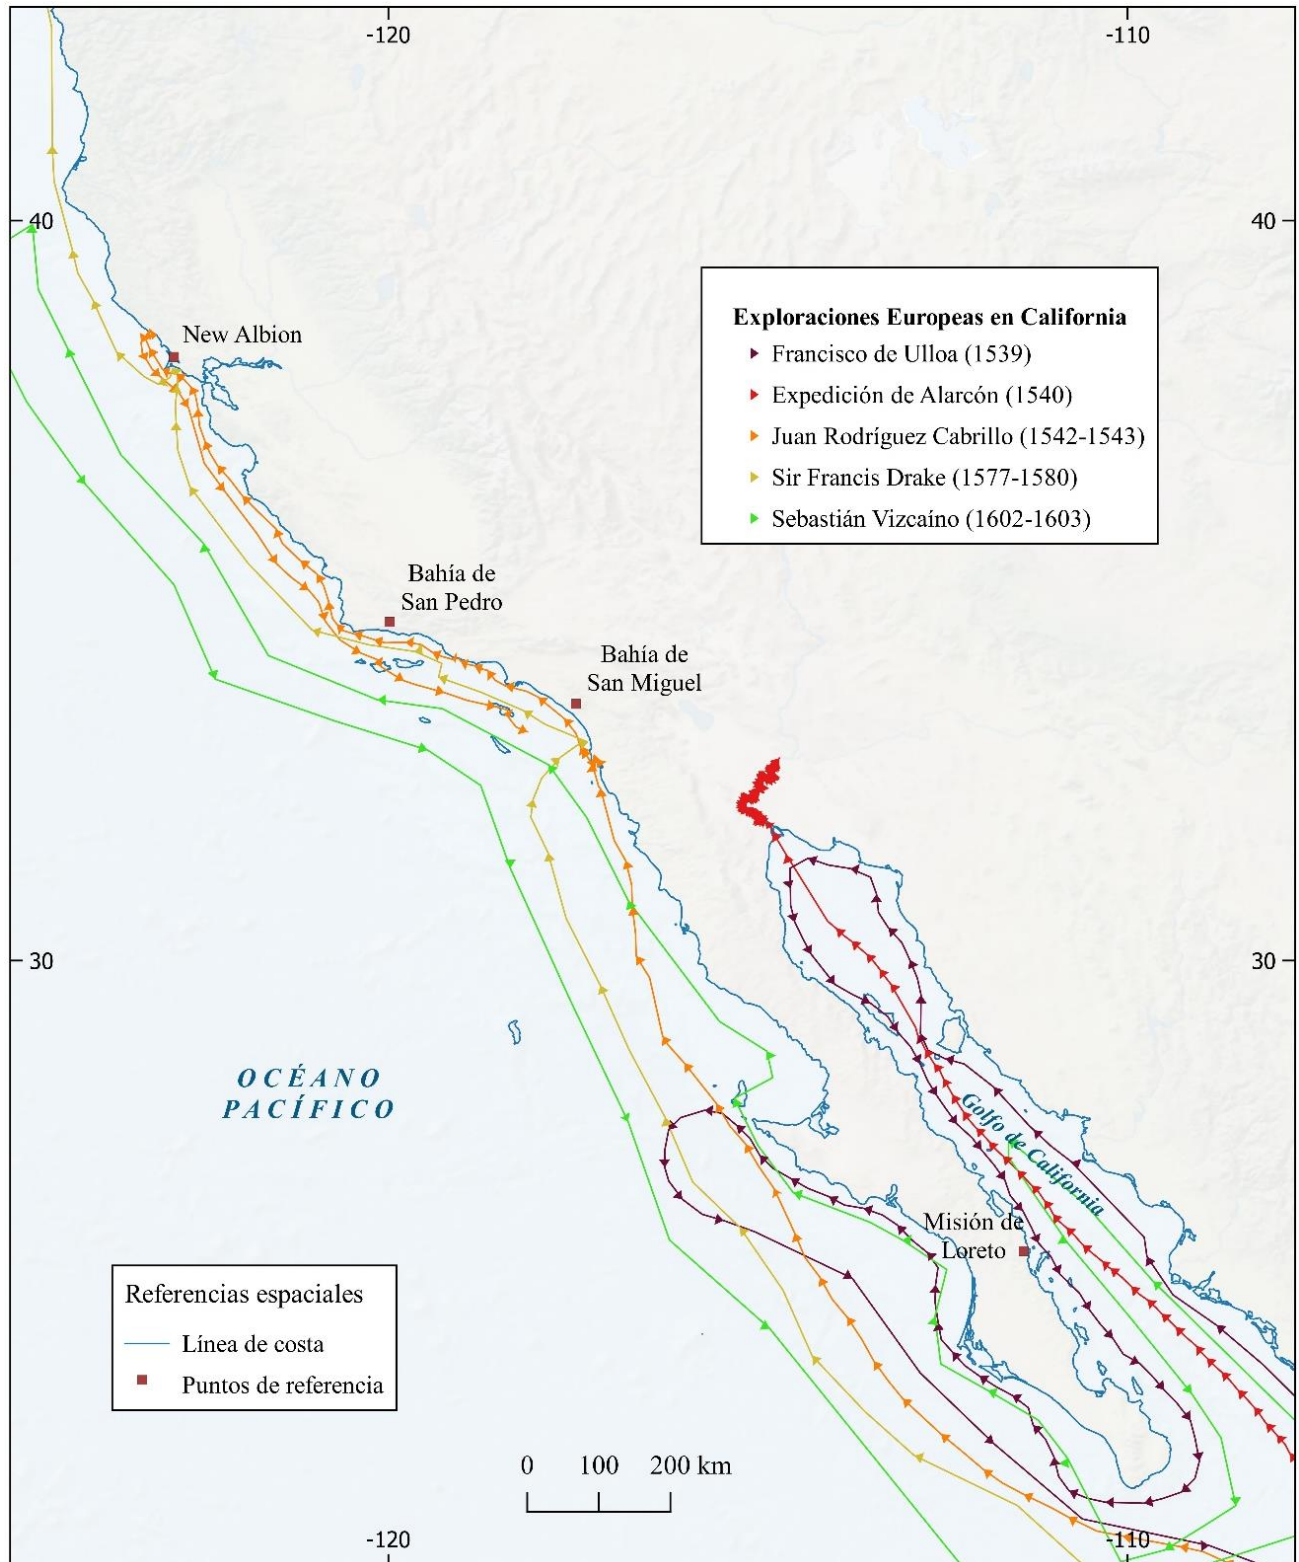 -120
-110
40
40
New Albion
Exploraciones Europeas en California
Francisco de Ulloa (1539)
Expedición de Alarcón (1540)
Juan Rodríguez Cabrillo (1542-1543)
Sir Francis Drake (1577-1580)
Sebastián Vizcaíno (1602-1603)
Bahía de
San Pedro
Bahía de
San Miguel
30
30
OCÉANO
PACÍFICO
Golfo de California
Misión de
Loreto
Referencias espaciales
Línea de costa
Puntos de referencia
0 100 200 km
-120
-110